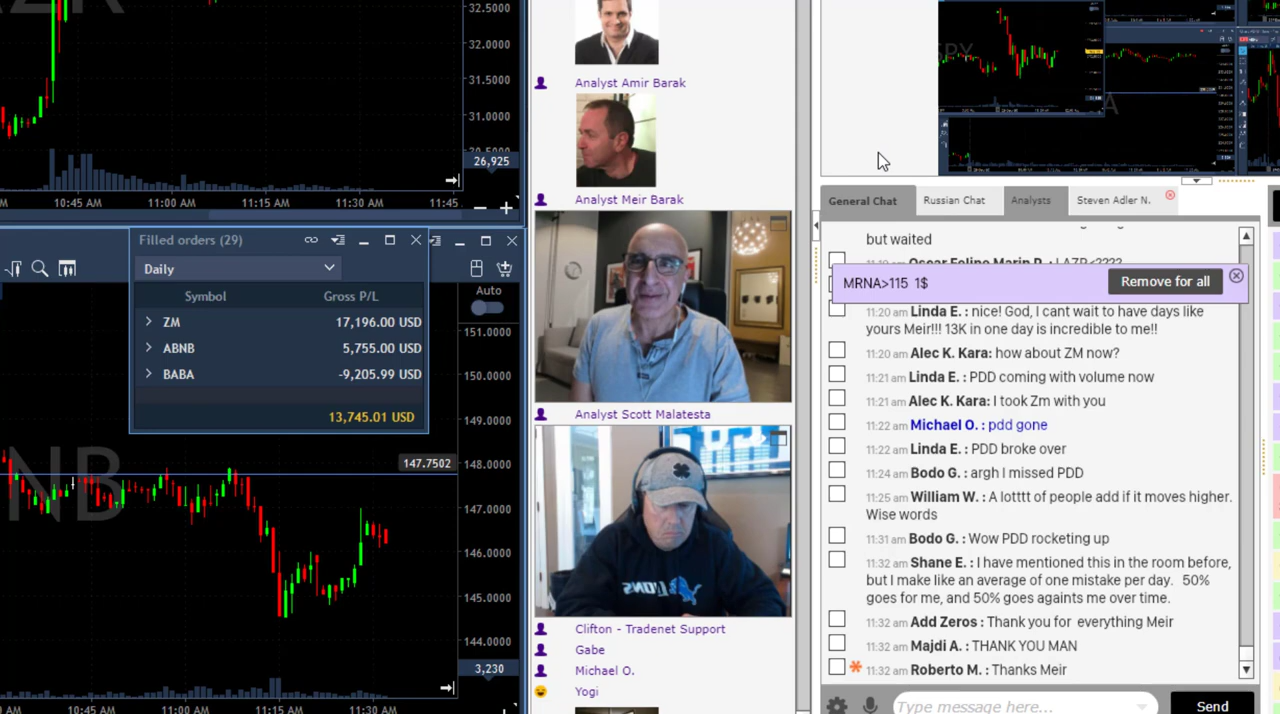 32.5000
32.0000
31.5000
31.0000
26,925
10:45 AM
11:00 AM
11:15 AM
11:30 AM
11:45
Filled orders (29)
Daily
Symbol Gross P/L
ZM 17,196.00 USD
ABNB 5,755.00 USD
BABA -9,205.99 USD
13,745.01 USD
Auto
151.0000
150.0000
149.0000
148.0000
147.7502
147.0000
146.0000
145.0000
144.0000
3,230
NB
10:45 AM
11:00 AM
11:15 AM
11:30 AM
Analyst Amir Barak
Analyst Meir Barak
Analyst Scott Malatesta
LIONS
Clifton - Tradenet Support
Gabe
Michael O.
Yogi
General Chat
Russian Chat
Analysts
Steven Adler N.
but waited
MRNA>115 1$
Remove for all
11:20 am Linda E. : nice! God, I cant wait to have days like
yours Meir!!! 13K in one day is incredible to me!!
11:20 am Alec K. Kara: how about ZM now?
11:21 am Linda E. : PDD coming with volume now
11:21 am Alec K. Kara: I took Zm with you
11:22 am Michael O. : pdd gone
11:22 am Linda E. : PDD broke over
11:24 am Bodo G. : argh I missed PDD
11:25 am William W. : A lotttt of people add if it moves higher.
Wise words
11:31 am Bodo G. : Wow PDD rocketing up
11:32 am Shane E. : I have mentioned this in the room before,
but I make like an average of one mistake per day. 50%
goes for me, and 50% goes againts me over time.
11:32 am Add Zeros : Thank you for everything Meir
11:32 am Majdi A. : THANK YOU MAN
11:32 am Roberto M. : Thanks Meir
Type message here...
Send